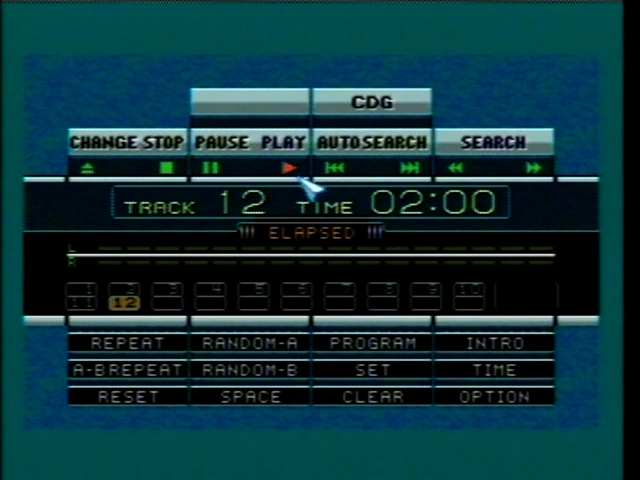 CDG
CHANGE STOP PAUSE PLAY AUTOSEARCH SEARCH
TRACK 12 TIME 02:00
ELAPSED
L
R
1 2 3 4 5 6 7 8 9 10
11 12
REPEAT RANDOM-A PROGRAM INTRO
A-BREPEAT RANDOM-B SET TIME
RESET SPACE CLEAR OPTION